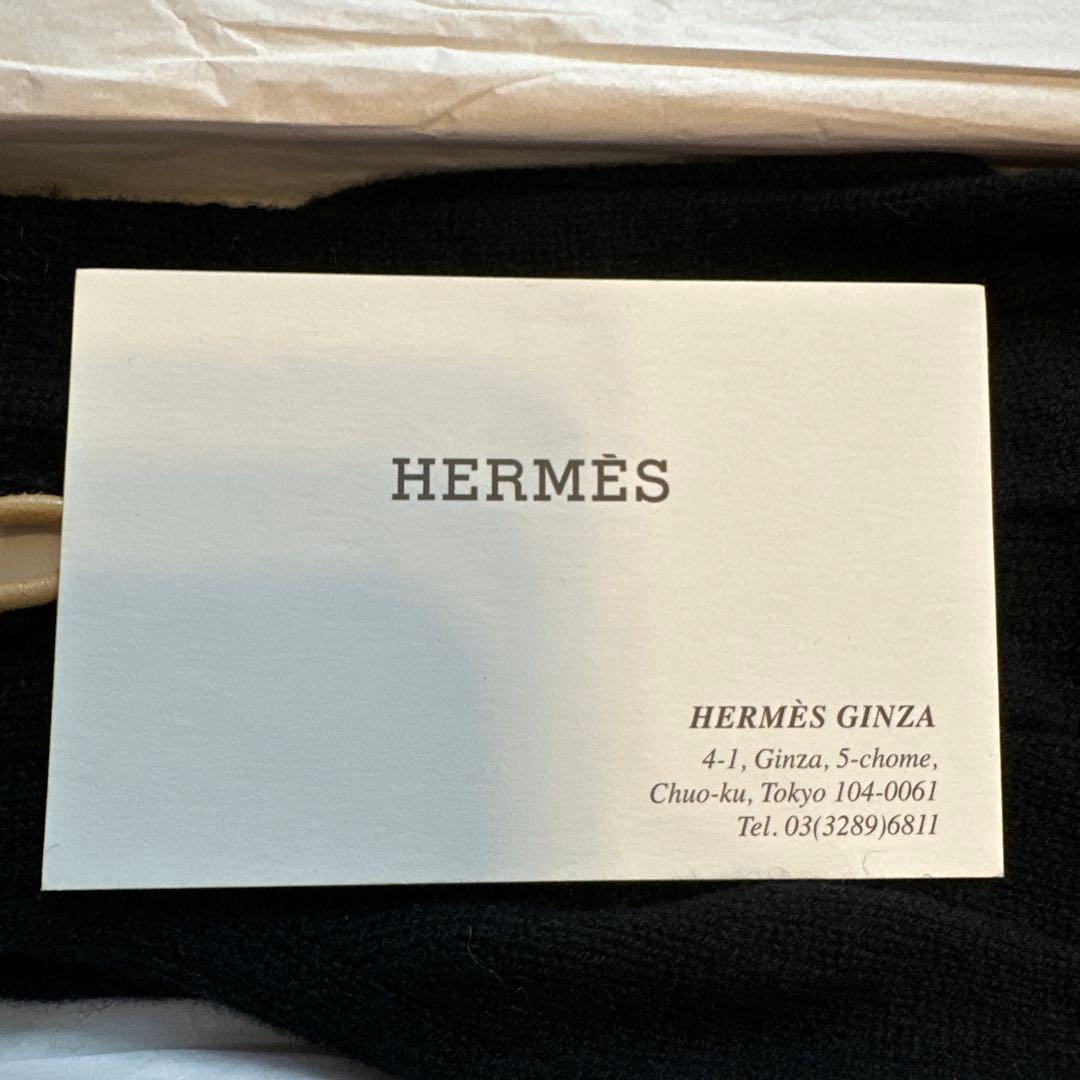 HERMÈS
HERMÈS GINZA
4-1, Ginza, 5-chome,
Chuo-ku, Tokyo 104-0061
Tel. 03(3289)6811